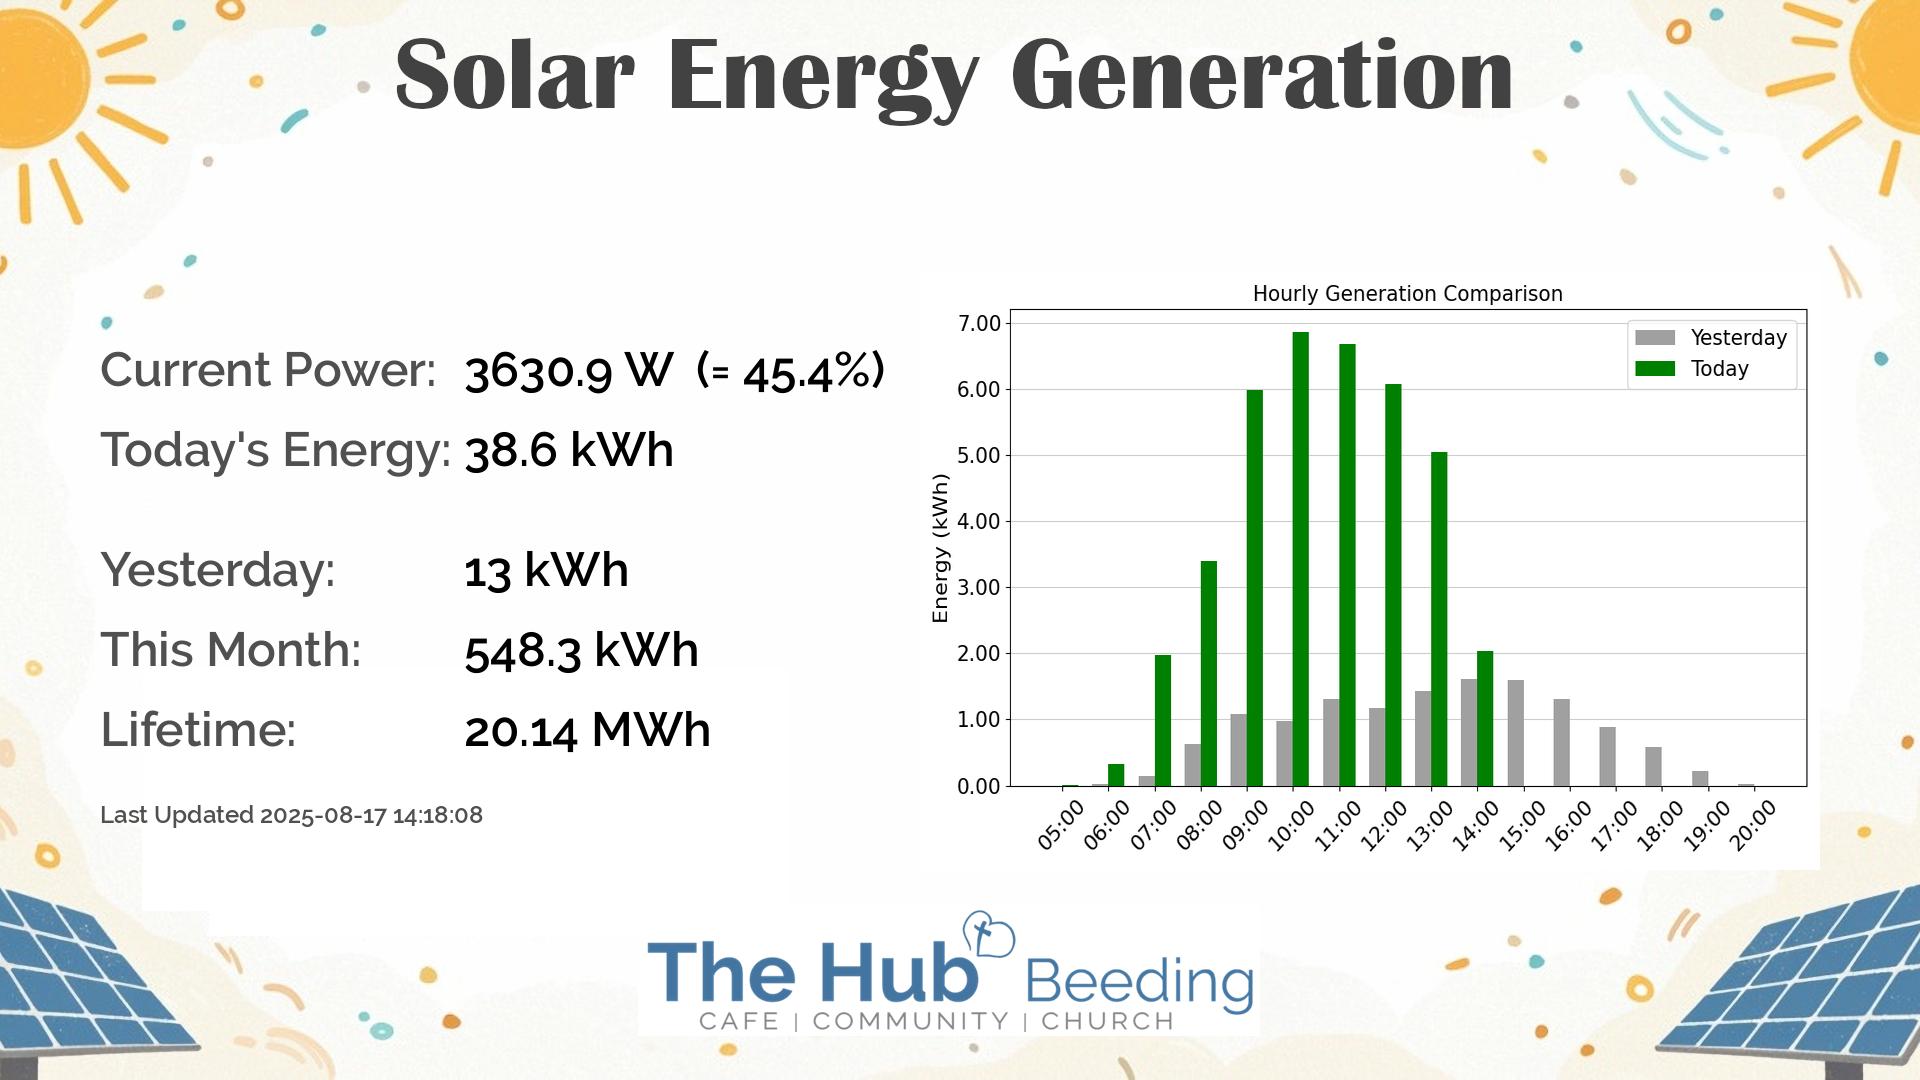 Solar Energy Generation
Current Power: 3630.9 W (= 45.4%)
Today's Energy: 38.6 kWh
Yesterday: 13 kWh
This Month: 548.3 kWh
Lifetime: 20.14 MWh
Last Updated 2025-08-17 14:18:08
Hourly Generation Comparison
Yesterday
Today
Energy (kWh)
7.00
6.00
5.00
4.00
3.00
2.00
1.00
0.00
05:00 06:00 07:00 08:00 09:00 10:00 11:00 12:00 13:00 14:00 15:00 16:00 17:00 18:00 19:00 20:00
The Hub Beeding
CAFE | COMMUNITY | CHURCH